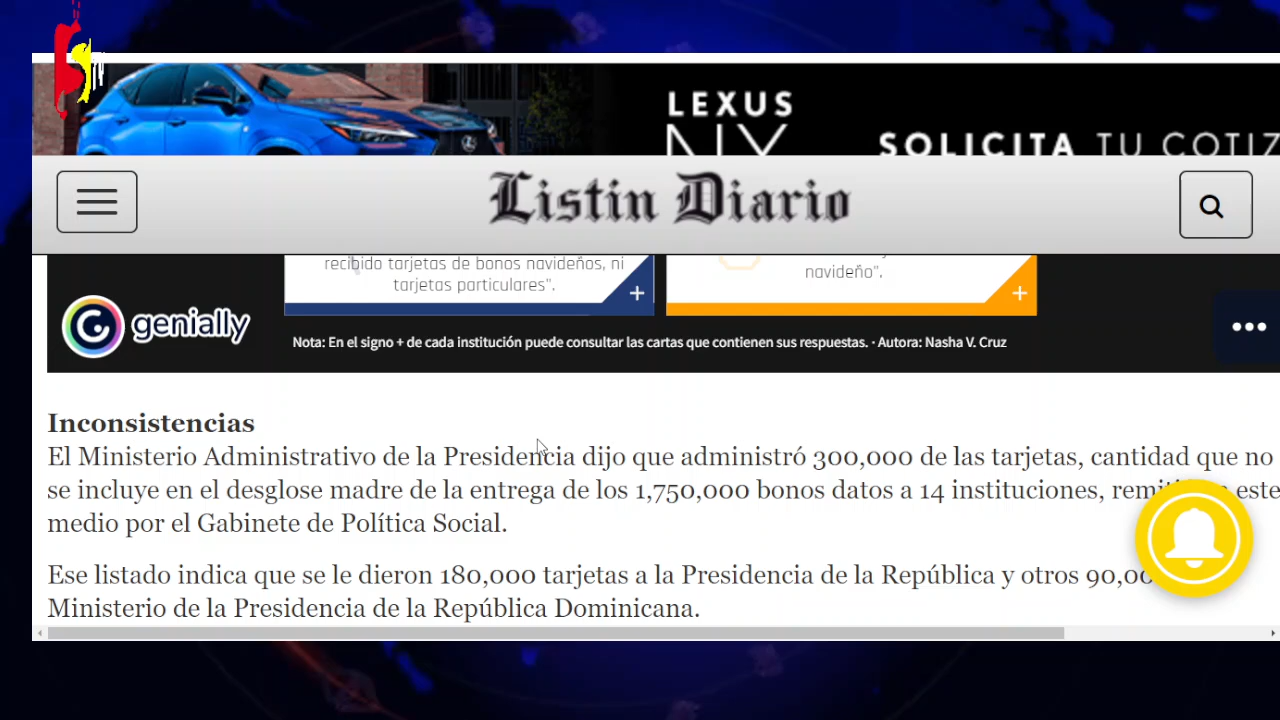 LEXUS
NX
SOLICITA TU COTIZ
Listin Diario
recibido tarjetas de bonos navideños, ni
tarjetas particulares".
navideño".
genially
Nota: En el signo + de cada institución puede consultar las cartas que contienen sus respuestas. · Autora: Nasha V. Cruz
Inconsistencias
El Ministerio Administrativo de la Presidencia dijo que administró 300,000 de las tarjetas, cantidad que no
se incluye en el desglose madre de la entrega de los 1,750,000 bonos datos a 14 instituciones, este
medio por el Gabinete de Política Social.
Ese listado indica que se le dieron 180,000 tarjetas a la Presidencia de la República y otros
Ministerio de la Presidencia de la República Dominicana.